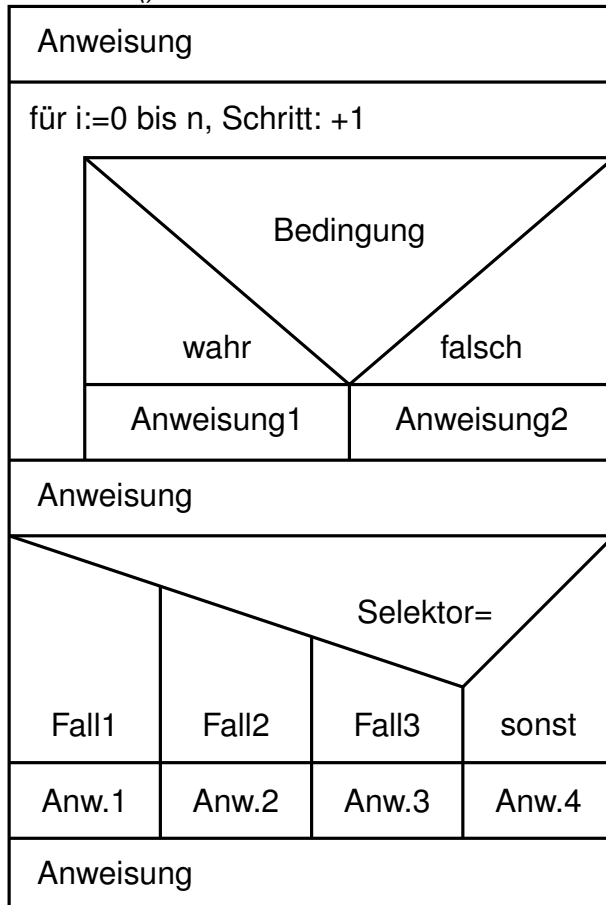 Anweisung
für i:=0 bis n, Schritt: +1
Bedingung
wahr falsch
Anweisung1 Anweisung2
Anweisung
Selektor=
Fall1 Fall2 Fall3 sonst
Anw.1 Anw.2 Anw.3 Anw.4
Anweisung